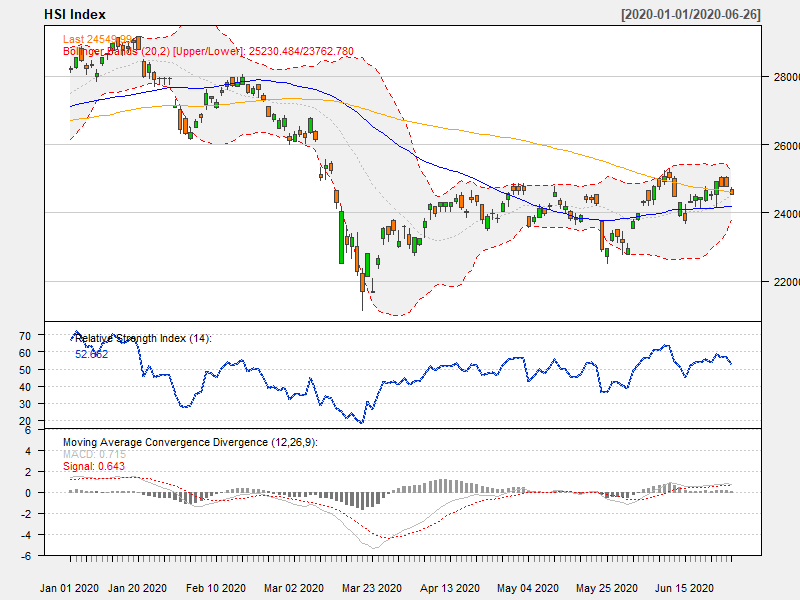 HSI Index [2020-01-01/2020-06-26]
Last 24549.99
Bollinger Bands (20,2) [Upper/Lower]: 25230.484/23762.780
28000
26000
24000
22000
Relative Strength Index (14):
52.662
70
60
50
40
30
20
Moving Average Convergence Divergence (12,26,9):
MACD: 0.715
Signal: 0.643
6
4
2
0
-2
-4
-6
Jan 01 2020 Jan 20 2020 Feb 10 2020 Mar 02 2020 Mar 23 2020 Apr 13 2020 May 04 2020 May 25 2020 Jun 15 2020